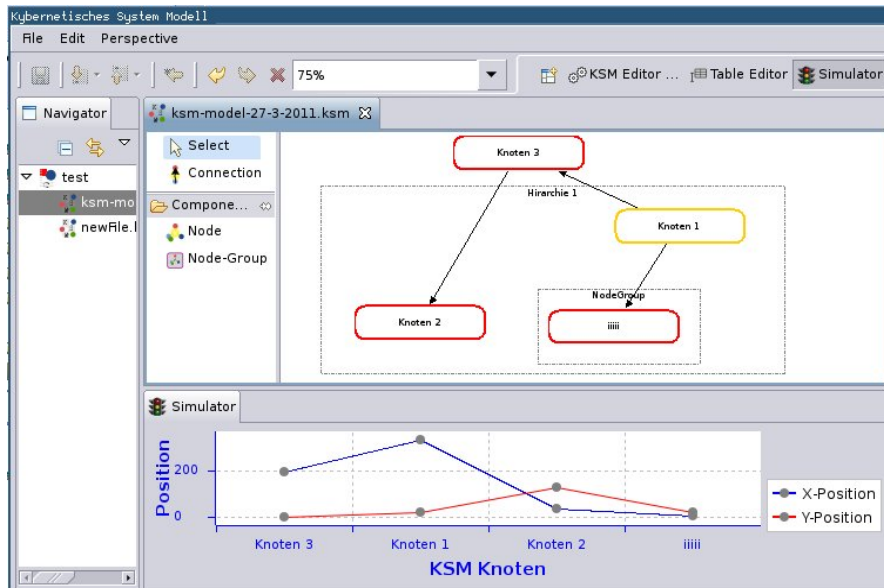 Kybernetisches System Modell
File Edit Perspective
75%
KSM Editor ... Table Editor Simulator
Navigator
ksm-model-27-3-2011.ksm
test
ksm-mo
newFile.
Select
Connection
Compone...
Node
Node-Group
Knoten 3
Hirarchie 1
Knoten 1
NodeGroup
Knoten 2
iiiii
Simulator
Position
200
0
Knoten 3 Knoten 1 Knoten 2 iiiii
KSM Knoten
X-Position
Y-Position